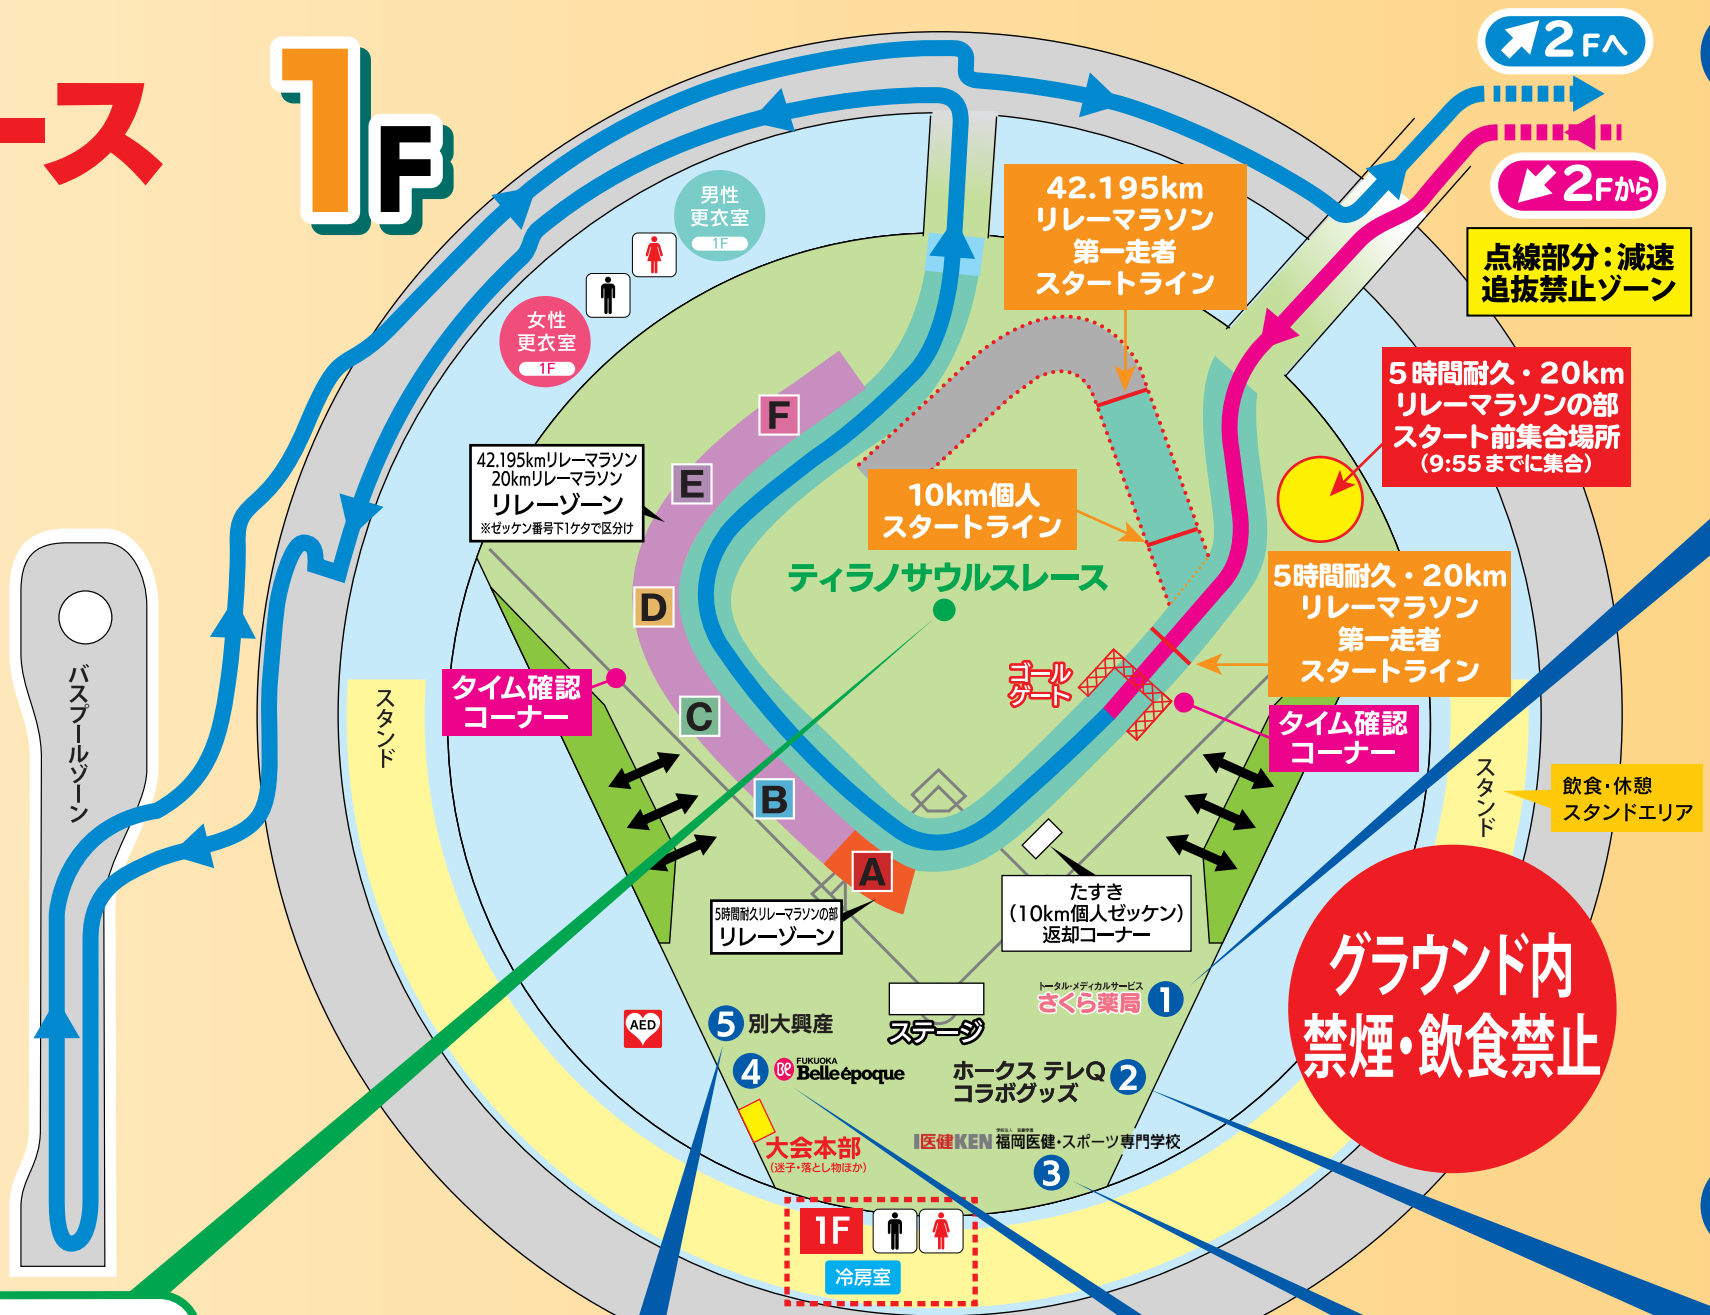 ース
1F
2Fへ
2Fから
点線部分：減速
追抜禁止ゾーン
男性
更衣室
1F
女性
更衣室
1F
42.195km
リレーマラソン
第一走者
スタートライン
5時間耐久・20km
リレーマラソンの部
スタート前集合場所
（9:55までに集合）
F
E
D
C
B
A
42.195kmリレーマラソン
20kmリレーマラソン
リレーゾーン
※ゼッケン番号下1ケタで区分け
10km個人
スタートライン
ティラノサウルスレース
5時間耐久・20km
リレーマラソン
第一走者
スタートライン
ゴール
ゲート
タイム確認
コーナー
タイム確認
コーナー
バスプールゾーン
スタンド
スタンド
飲食・休憩
スタンドエリア
5時間耐久リレーマラソンの部
リレーゾーン
たすき
（10km個人ゼッケン）
返却コーナー
グラウンド内
禁煙・飲食禁止
トータル・メディカルサービス
さくら薬局
1
ステージ
AED
5 別大興産
4 Be FUKUOKA
Belle époque
ホークス テレQ
コラボグッズ
2
大会本部
（迷子・落とし物ほか）
医健KEN 福岡医健・スポーツ専門学校
3
1F
冷房室